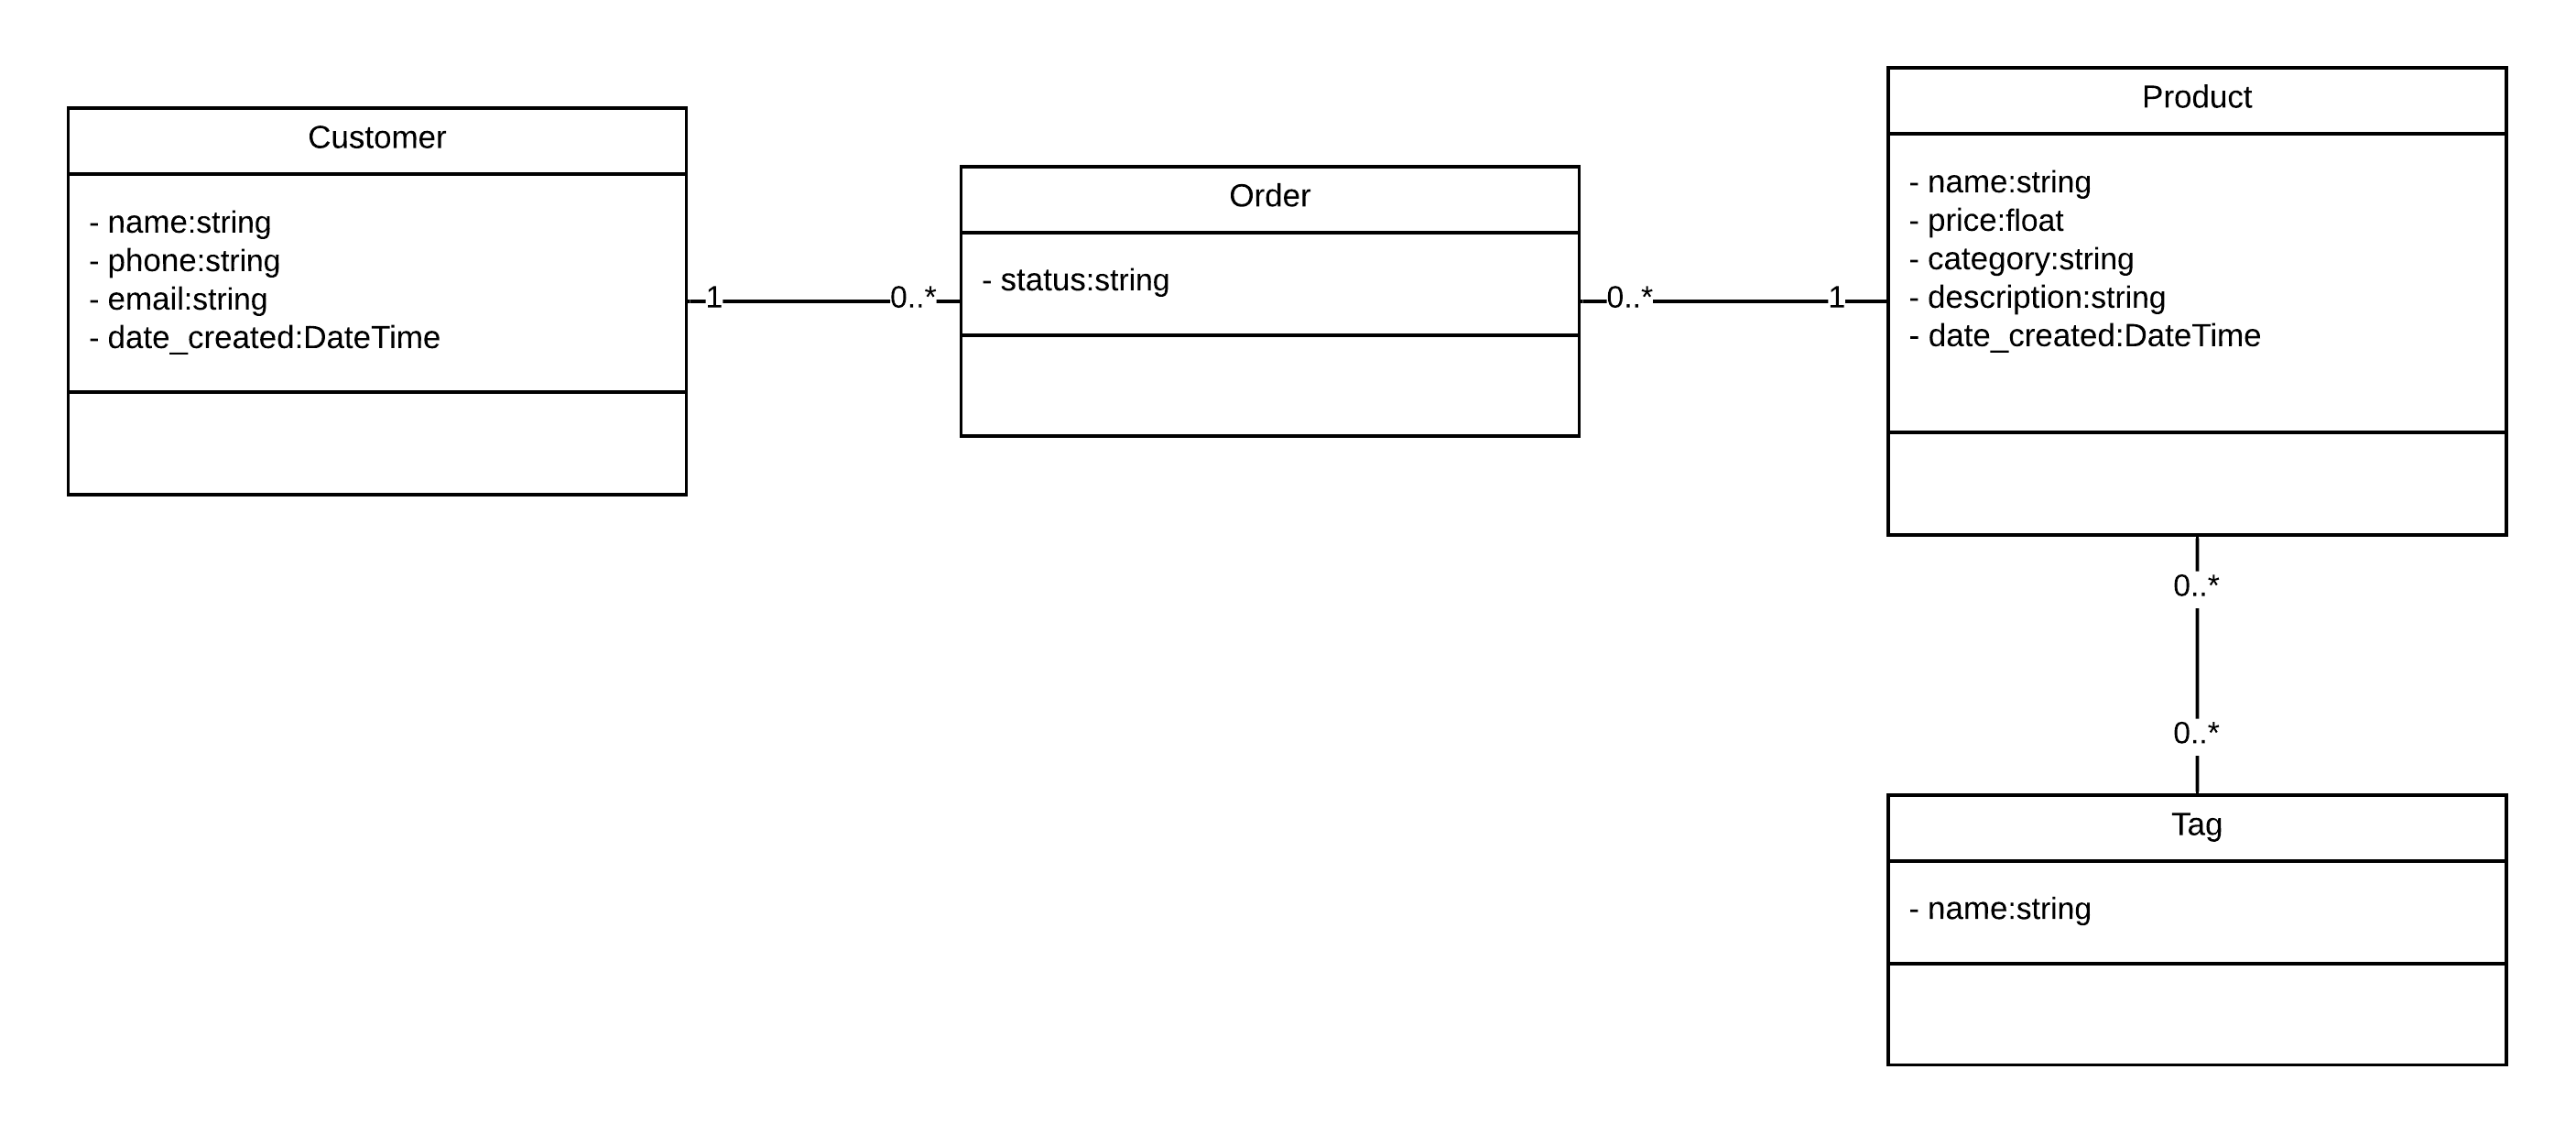 Customer
- name:string
- phone:string
- email:string
- date_created:DateTime
1
0..*
Order
- status:string
0..*
1
Product
- name:string
- price:float
- category:string
- description:string
- date_created:DateTime
0..*
0..*
Tag
- name:string